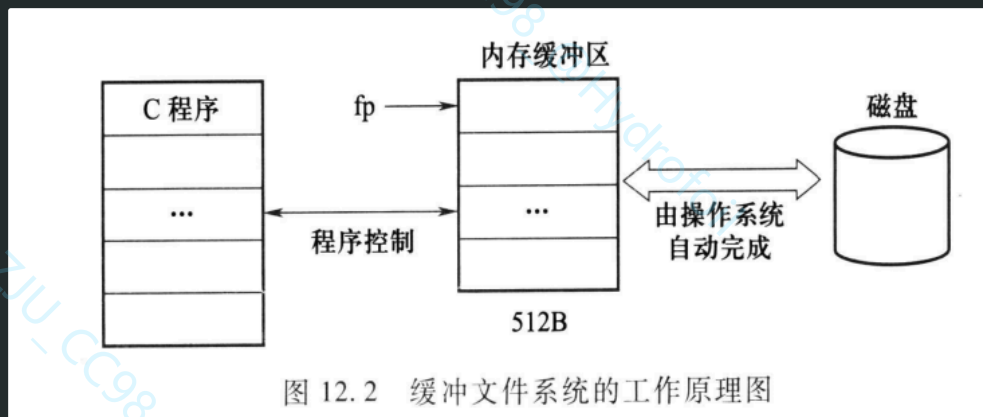 内存缓冲区
C 程序
fp
磁盘
...
...
程序控制
由操作系统
自动完成
512B
图 12.2 缓冲文件系统的工作原理图
ZJU_CC98